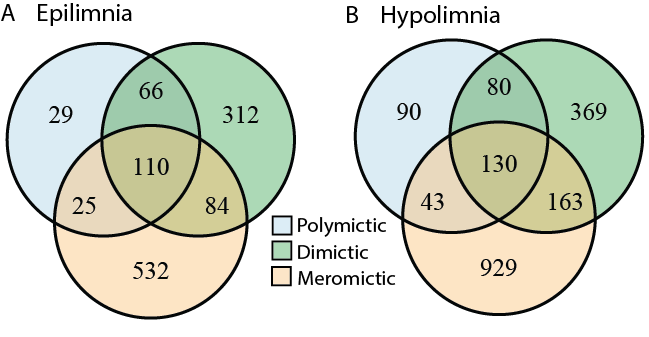 A Epilimnia
B Hypolimnia
66
29
312
110
25
84
532
80
90
369
130
43
163
929
Polymictic
Dimictic
Meromictic